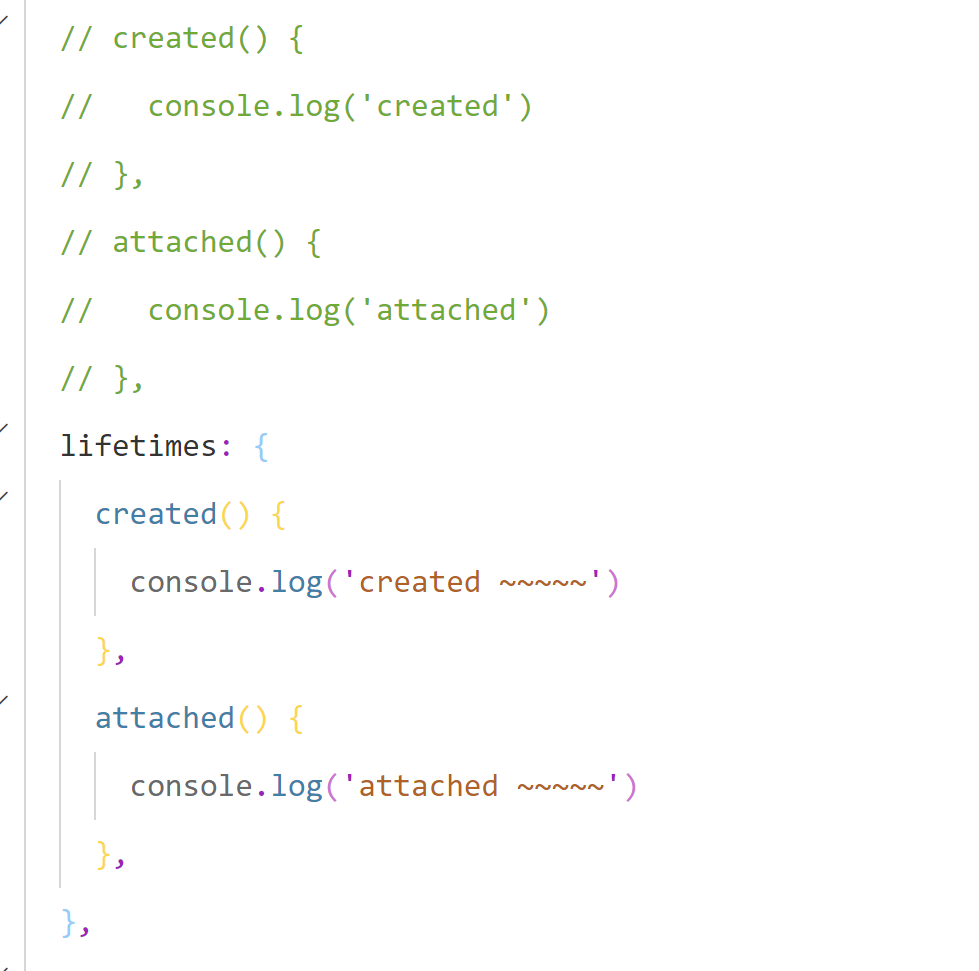 // created() {
//   console.log('created')
// },
// attached() {
//   console.log('attached')
// },
lifetimes: {
  created() {
    console.log('created ~~~~~')
  },
  attached() {
    console.log('attached ~~~~~')
  },
},